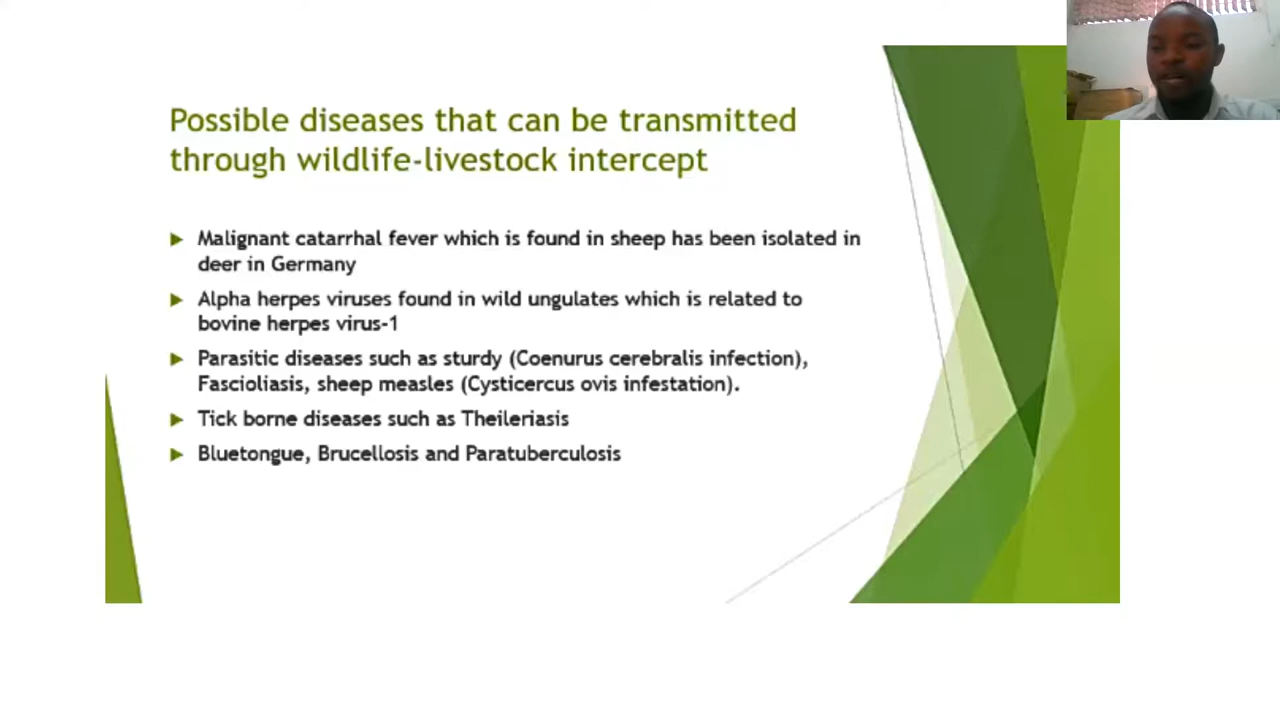 Possible diseases that can be transmitted
through wildlife-livestock intercept
Malignant catarrhal fever which is found in sheep has been isolated in
deer in Germany
Alpha herpes viruses found in wild ungulates which is related to
bovine herpes virus-1
Parasitic diseases such as sturdy (Coenurus cerebralis infection),
Fascioliasis, sheep measles (Cysticercus ovis infestation).
Tick borne diseases such as Theileriasis
Bluetongue, Brucellosis and Paratuberculosis